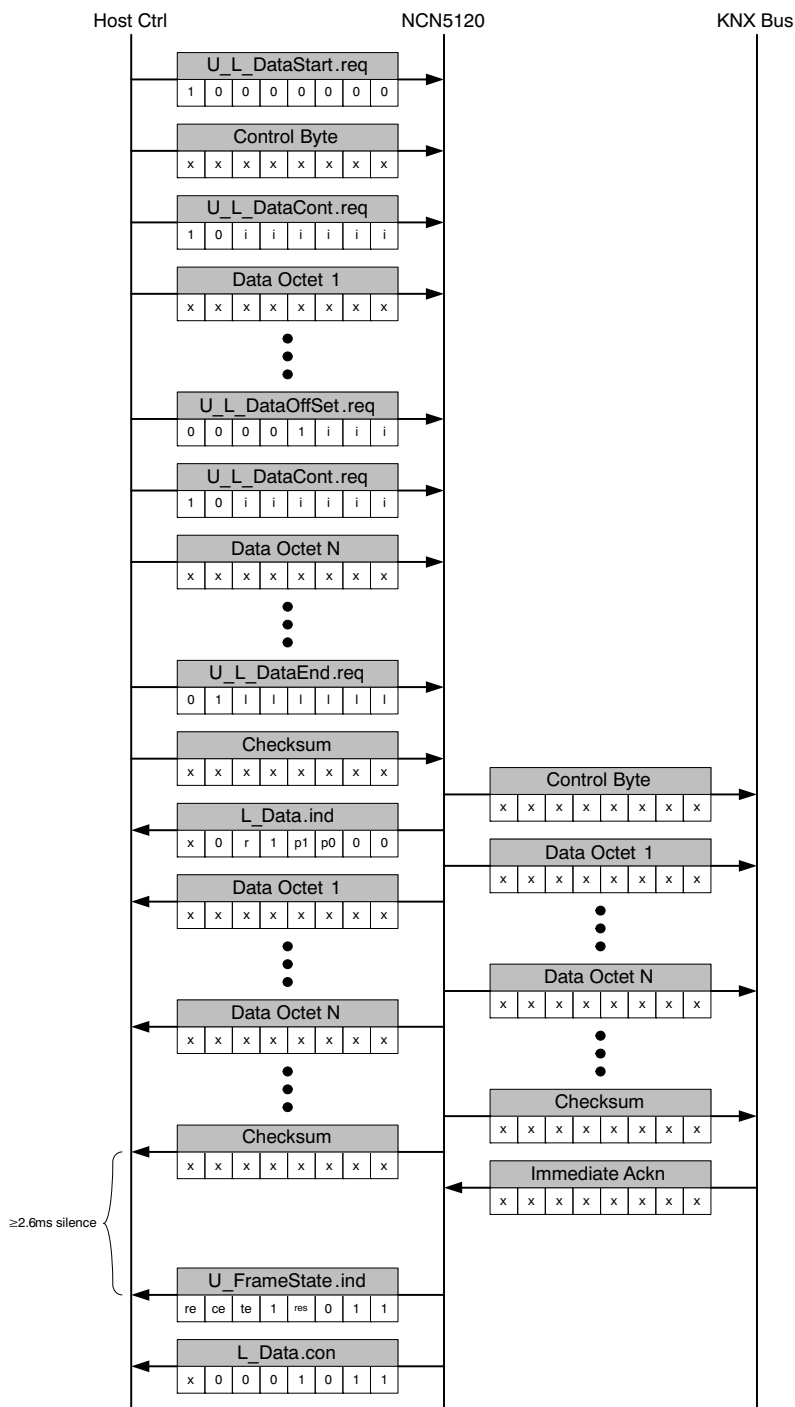 Host Ctrl NCN5120 KNX Bus
U_L_DataStart.req
1 0 0 0 0 0 0 0
Control Byte
x x x x x x x x
U_L_DataCont.req
1 0 i i i i i i
Data Octet 1
x x x x x x x x
U_L_DataOffSet.req
0 0 0 0 1 i i i
U_L_DataCont.req
1 0 i i i i i i
Data Octet N
x x x x x x x x
U_L_DataEnd.req
0 1 l l l l l l
Checksum
x x x x x x x x
Control Byte
x x x x x x x x
L_Data.ind
x 0 r 1 p1 p0 0 0
Data Octet 1
x x x x x x x x
Data Octet 1
x x x x x x x x
Data Octet N
x x x x x x x x
Data Octet N
x x x x x x x x
Checksum
x x x x x x x x
Checksum
x x x x x x x x
Immediate Ackn
x x x x x x x x
≥2.6ms silence
U_FrameState.ind
re ce te 1 res 0 1 1
L_Data.con
x 0 0 0 1 0 1 1